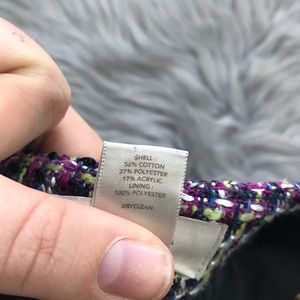 SHELL
56% COTTON
27% POLYESTER
17% ACRYLIC
LINING :
100% POLYESTER
DRYCLEAN